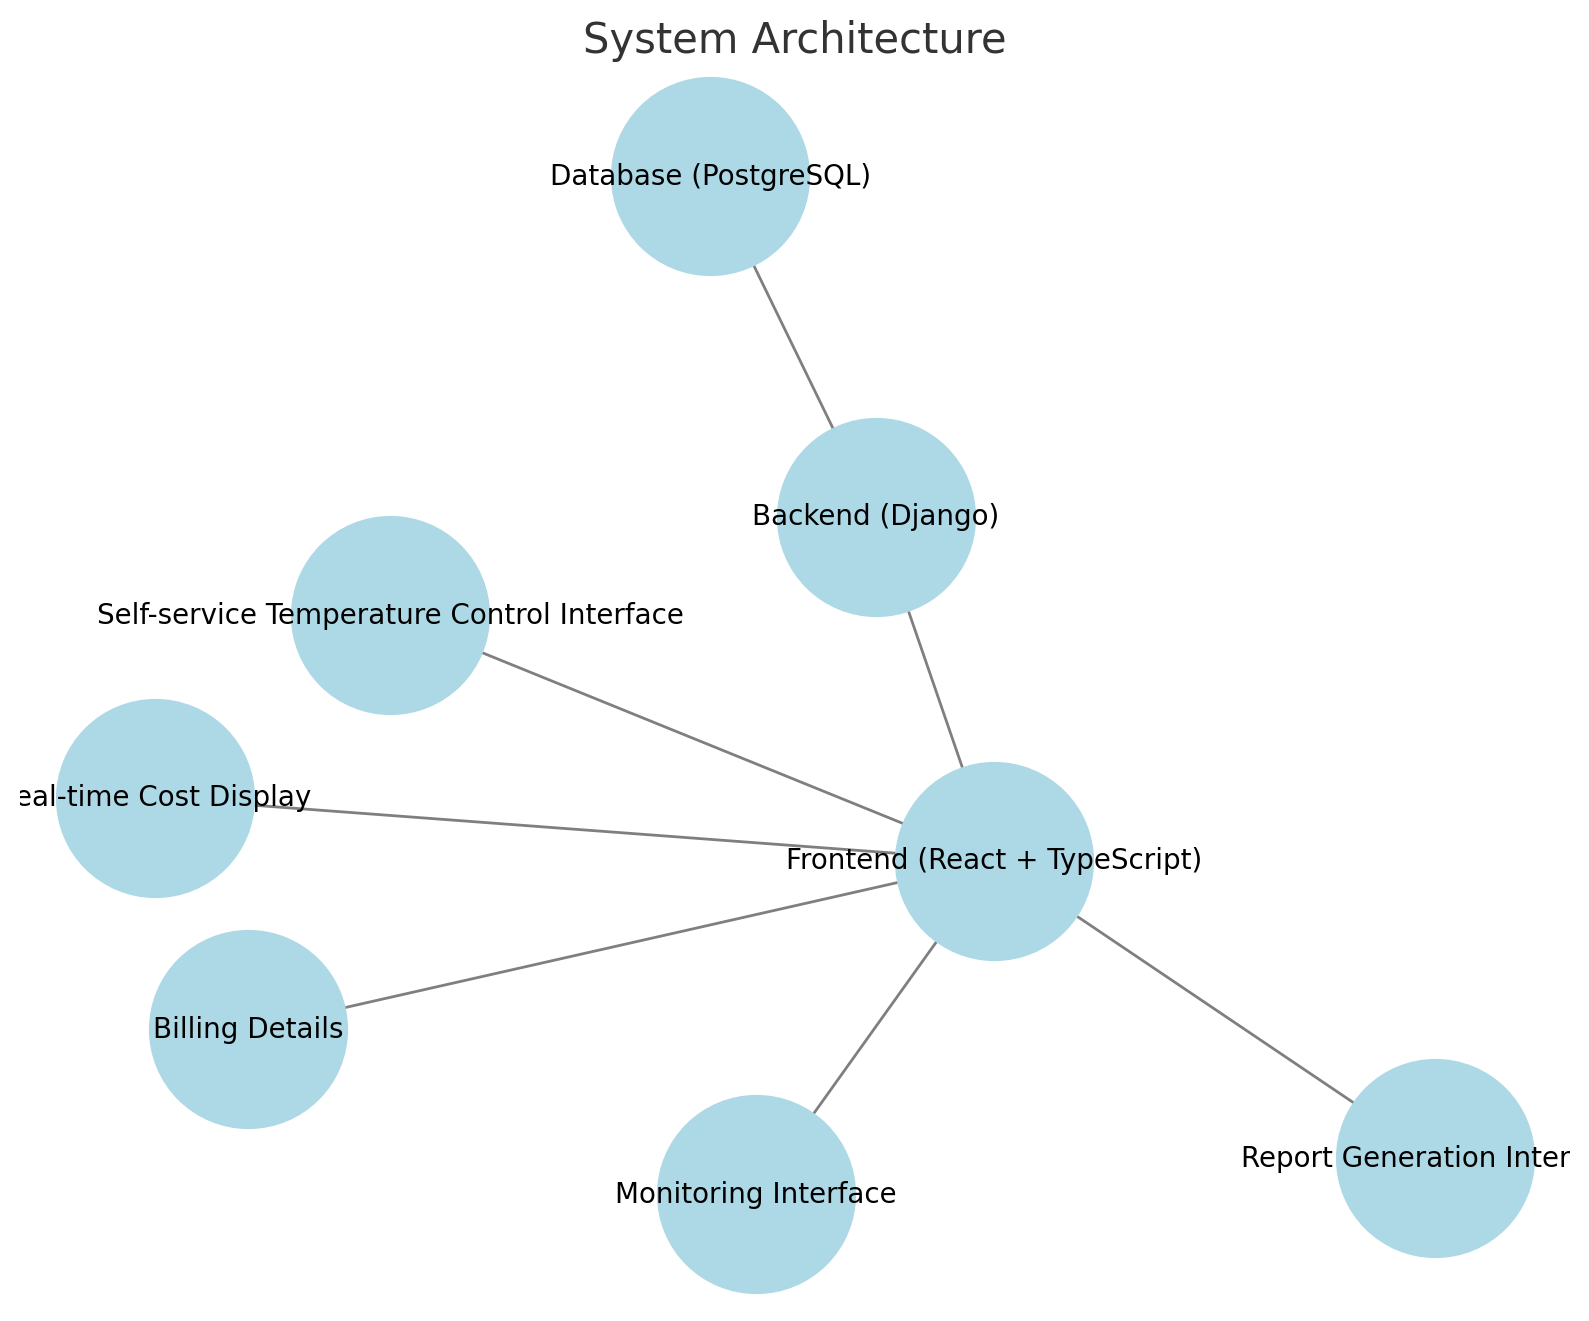 System Architecture
Database (PostgreSQL)
Backend (Django)
Self-service Temperature Control Interface
eal-time Cost Display
Frontend (React + TypeScript)
Billing Details
Report Generation Inter
Monitoring Interface